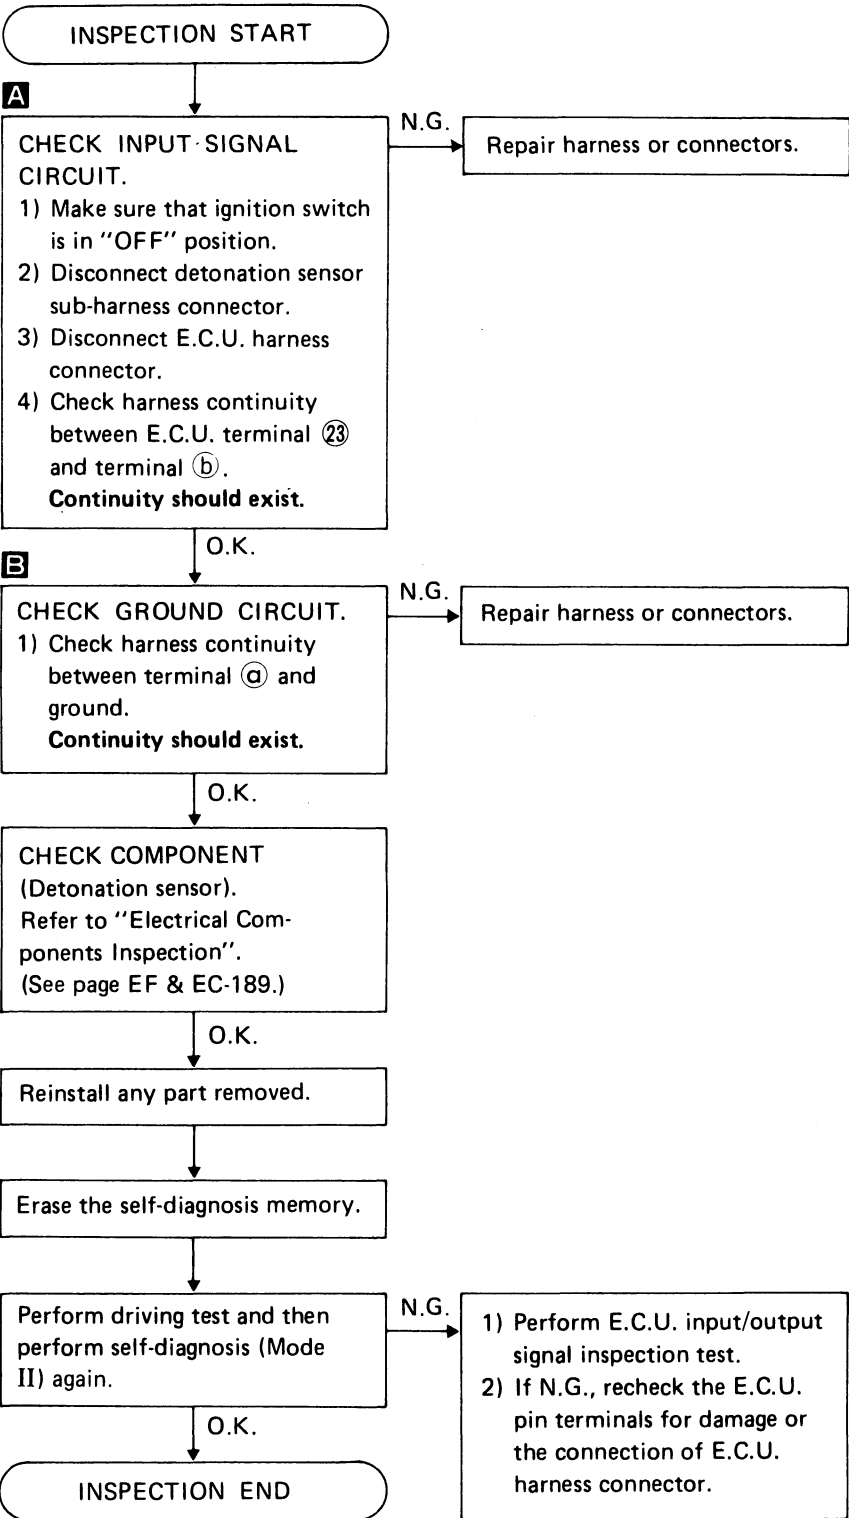 INSPECTION START
A
CHECK INPUT SIGNAL
CIRCUIT.
1) Make sure that ignition switch
is in "OFF" position.
2) Disconnect detonation sensor
sub-harness connector.
3) Disconnect E.C.U. harness
connector.
4) Check harness continuity
between E.C.U. terminal ㉓
and terminal ⓑ.
Continuity should exist.
N.G.
Repair harness or connectors.
O.K.
B
CHECK GROUND CIRCUIT.
1) Check harness continuity
between terminal ⓐ and
ground.
Continuity should exist.
N.G.
Repair harness or connectors.
O.K.
CHECK COMPONENT
(Detonation sensor).
Refer to "Electrical Com-
ponents Inspection".
(See page EF & EC-189.)
O.K.
Reinstall any part removed.
Erase the self-diagnosis memory.
Perform driving test and then
perform self-diagnosis (Mode
II) again.
N.G.
1) Perform E.C.U. input/output
signal inspection test.
2) If N.G., recheck the E.C.U.
pin terminals for damage or
the connection of E.C.U.
harness connector.
O.K.
INSPECTION END